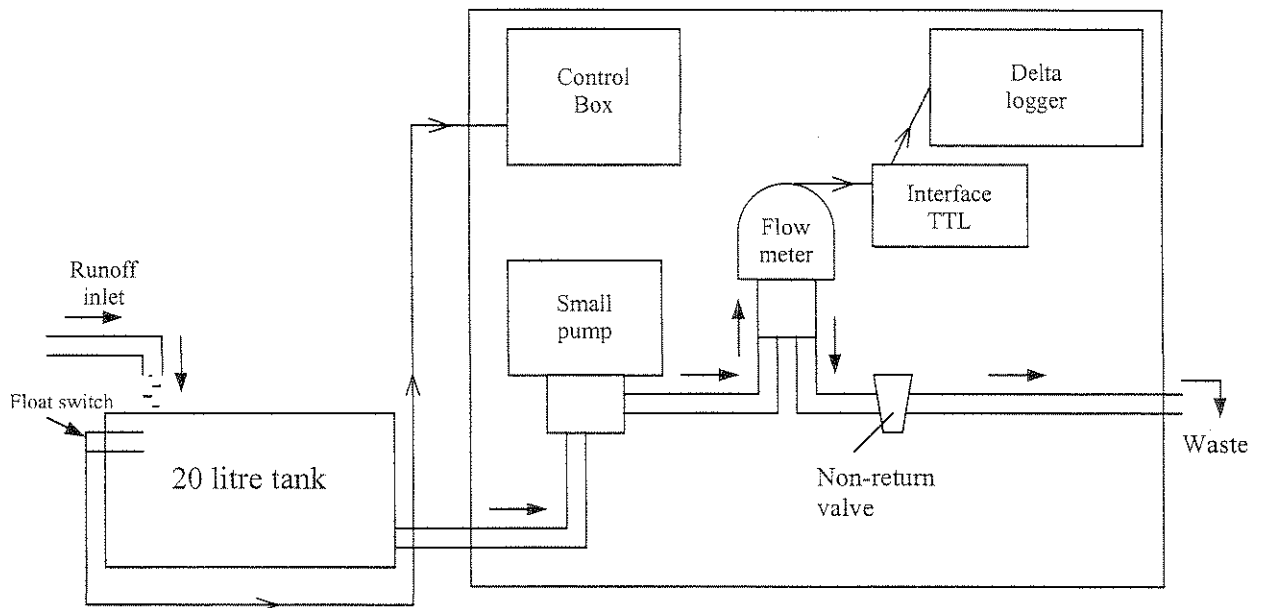 Control
Box
Delta
logger
Interface
TTL
Flow
meter
Runoff
inlet
Small
pump
Float switch
20 litre tank
Non-return
valve
Waste